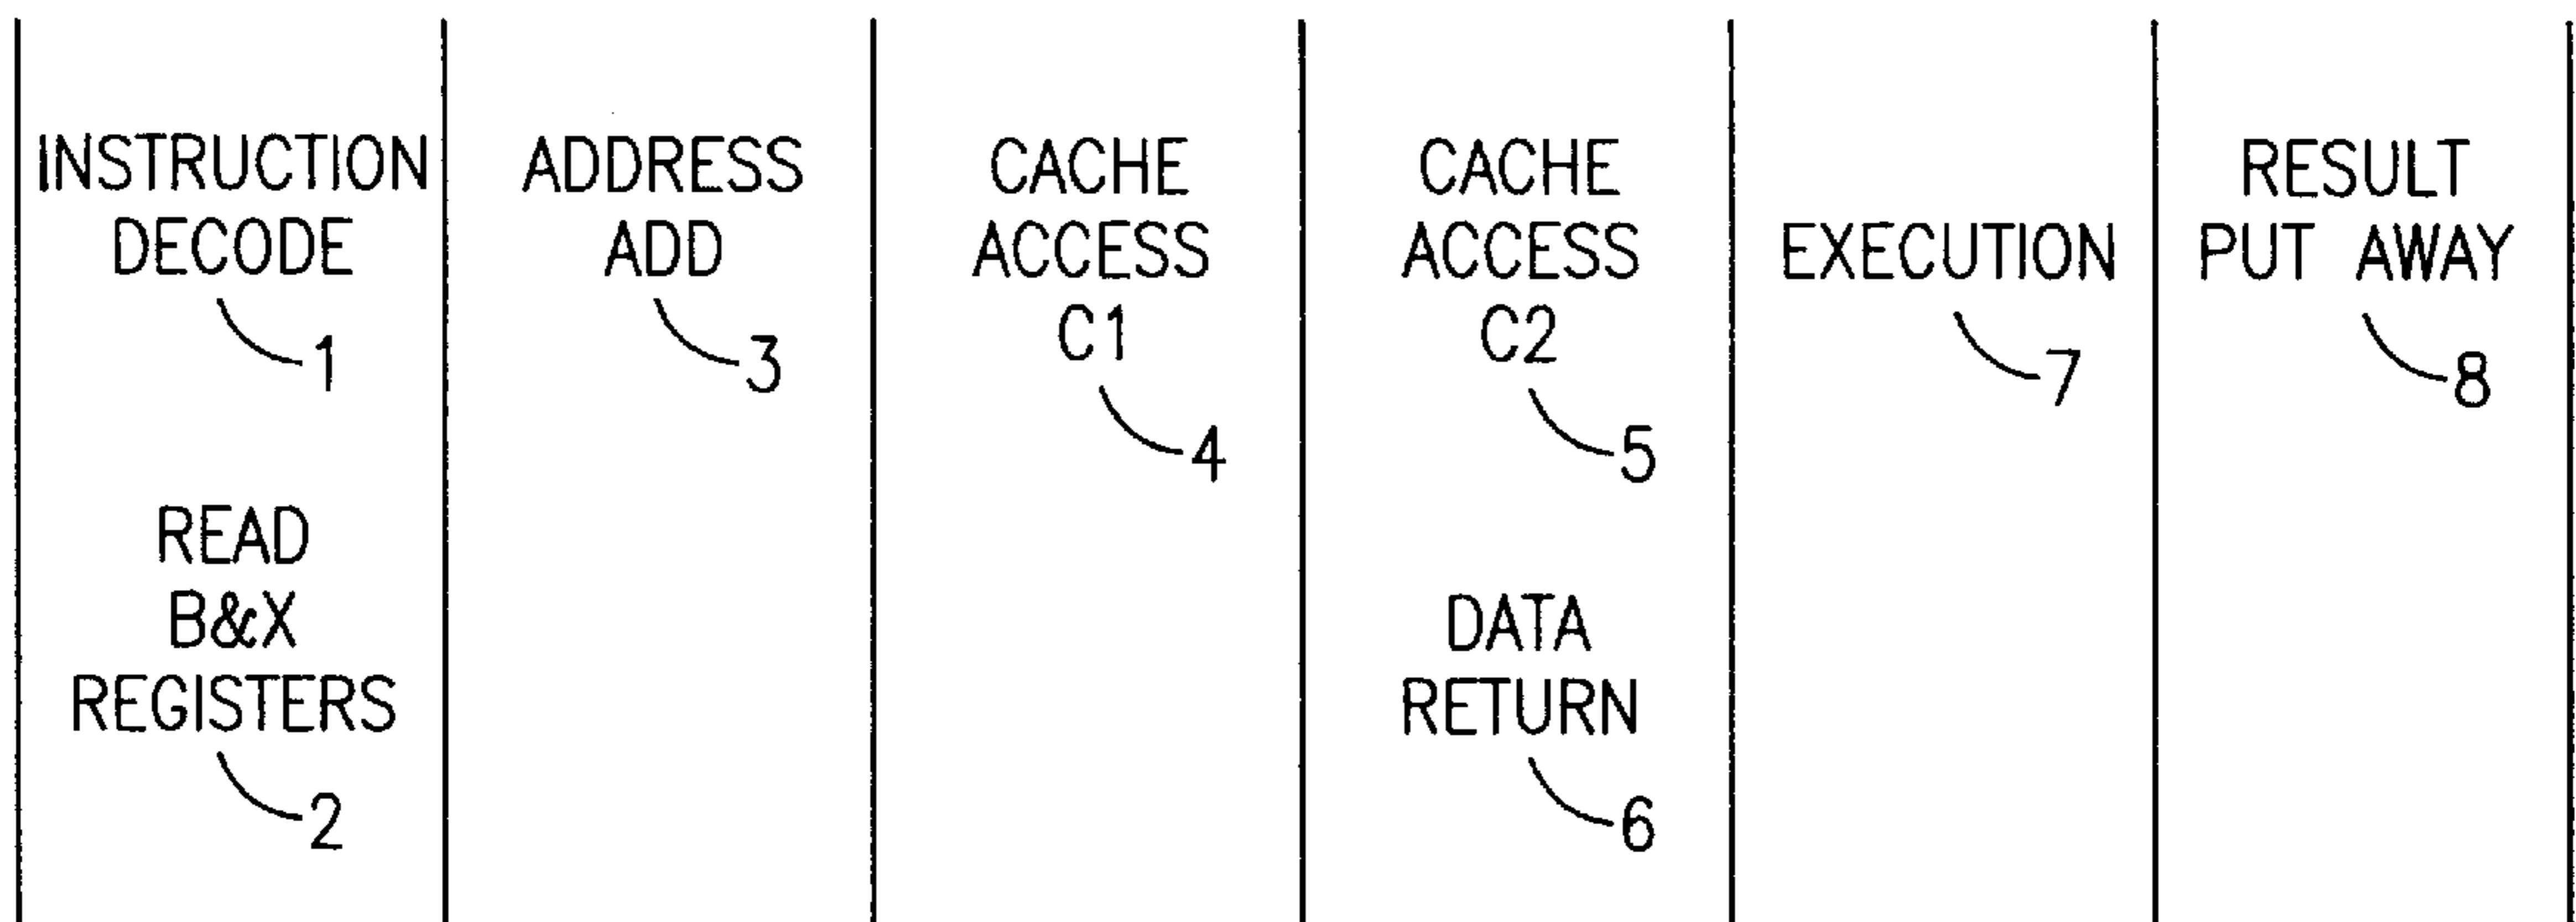 INSTRUCTION
DECODE
1
READ
B&X
REGISTERS
2
ADDRESS
ADD
3
CACHE
ACCESS
C1
4
CACHE
ACCESS
C2
5
DATA
RETURN
6
EXECUTION
7
RESULT
PUT AWAY
8